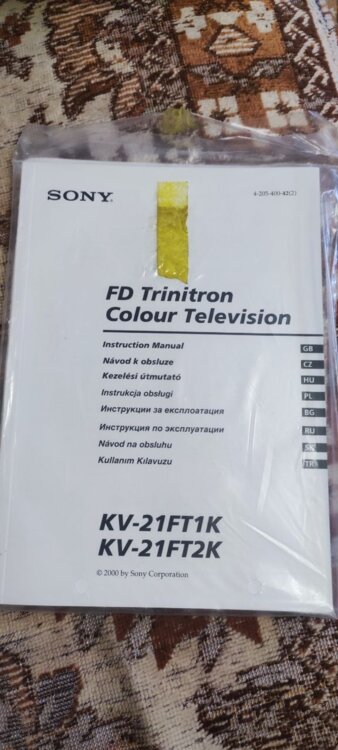 SONY
4-205-400-42(2)
FD Trinitron
Colour Television
Instruction Manual
GB
Návod k obsluze
CZ
Kezelési útmutató
HU
Instrukcja obsługi
PL
Инструкции за експлоатация
BG
Инструкция по эксплуатации
RU
Návod na obsluhu
SK
Kullanım Kılavuzu
TR
KV-21FT1K
KV-21FT2K
© 2000 by Sony Corporation